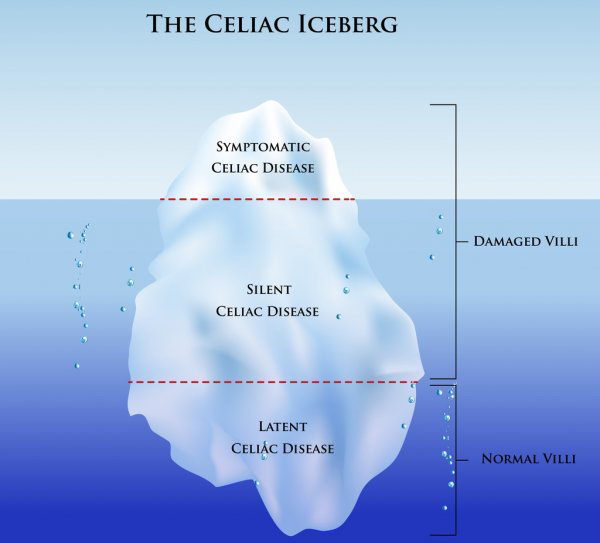 The Celiac Iceberg
Symptomatic
Celiac Disease
Damaged Villi
Silent
Celiac Disease
Latent
Celiac Disease
Normal Villi